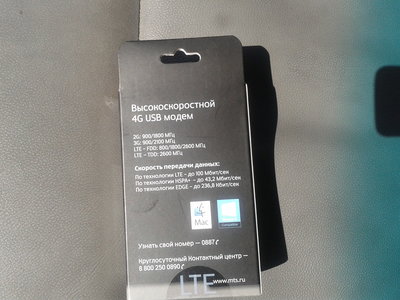 Высокоскоростной
4G USB модем
2G: 900/1800 МГц
3G: 900/2100 МГц
LTE – FDD: 800/1800/2600 МГц
LTE – TDD: 2600 МГц
Скорость передачи данных:
По технологии LTE – до 100 Мбит/сек
По технологии HSPA+ – до 43,2 Мбит/сек
По технологии EDGE – до 236,8 Кбит/сек
Mac
Узнать свой номер — 0887
Круглосуточный Контактный центр —
8 800 250 0890
LTE
www.mts.ru